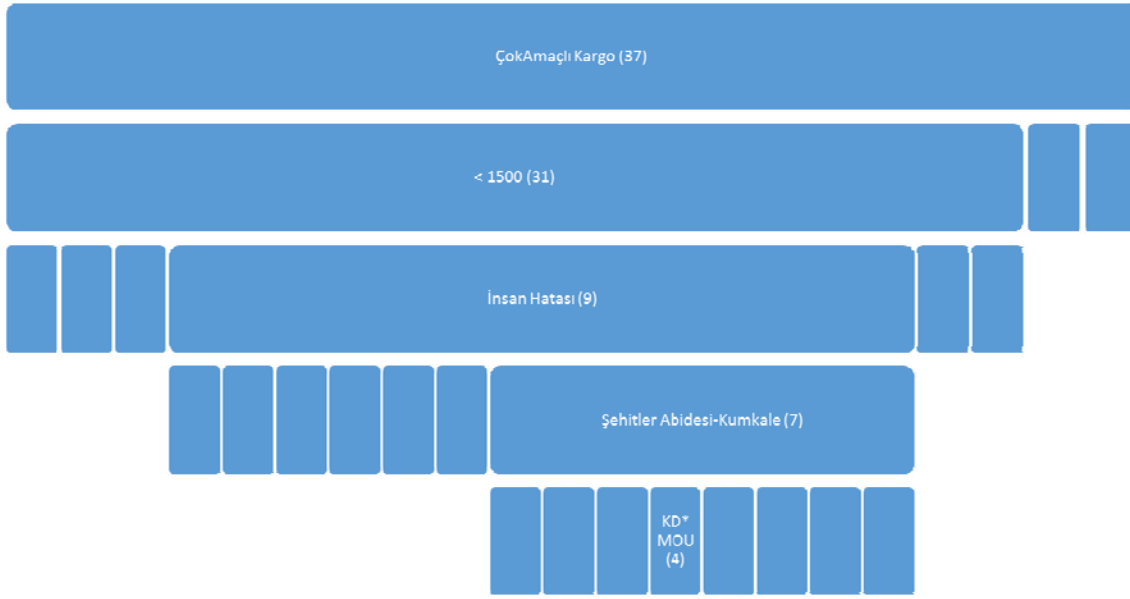 ÇokAmaçlı Kargo (37)
< 1500 (31)
İnsan Hatası (9)
Şehitler Abidesi-Kumkale (7)
KD*
MOU
(4)